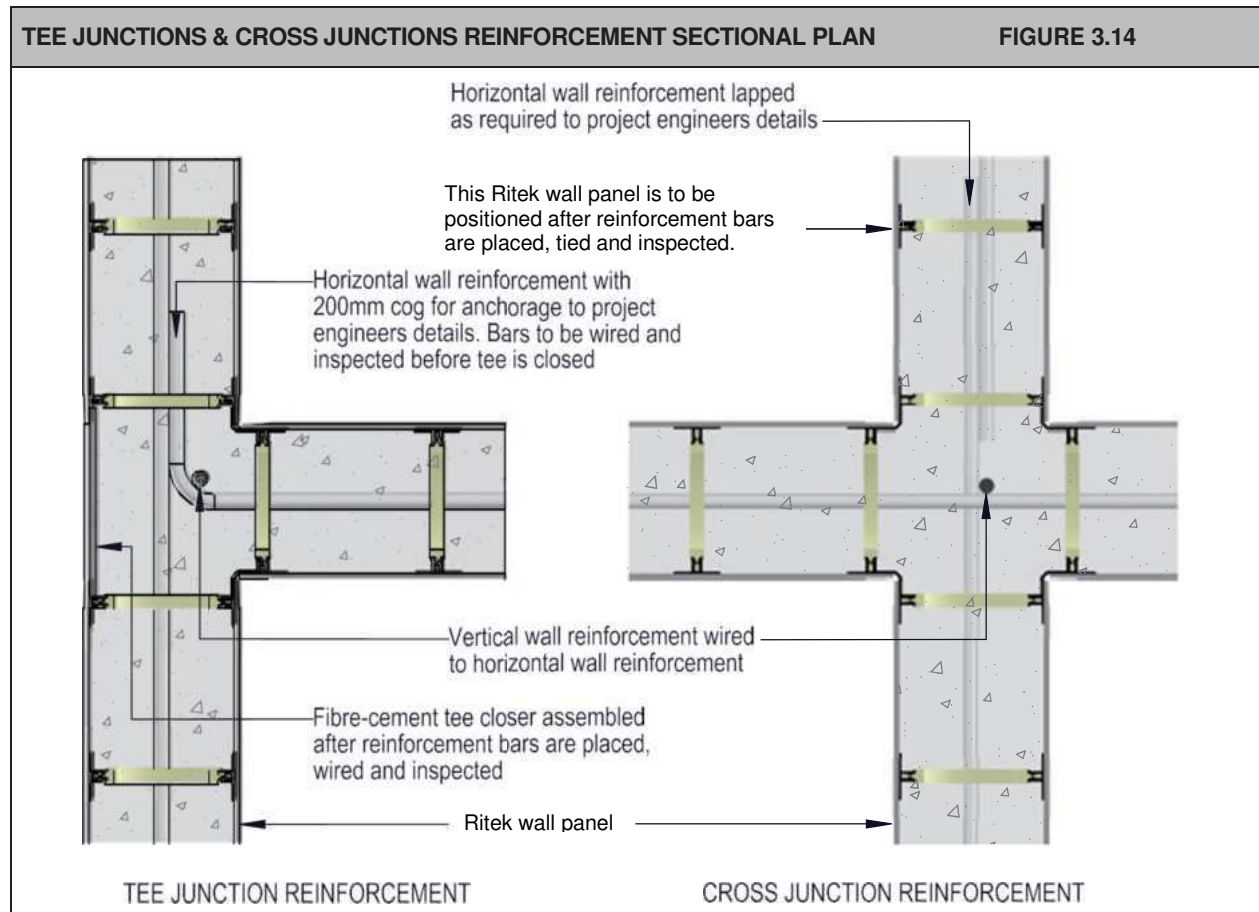 TEE JUNCTIONS & CROSS JUNCTIONS REINFORCEMENT SECTIONAL PLAN FIGURE 3.14
Horizontal wall reinforcement lapped
as required to project engineers details
This Ritek wall panel is to be
positioned after reinforcement bars
are placed, tied and inspected.
Horizontal wall reinforcement with
200mm cog for anchorage to project
engineers details. Bars to be wired and
inspected before tee is closed
Vertical wall reinforcement wired
to horizontal wall reinforcement
Fibre-cement tee closer assembled
after reinforcement bars are placed,
wired and inspected
Ritek wall panel
TEE JUNCTION REINFORCEMENT
CROSS JUNCTION REINFORCEMENT